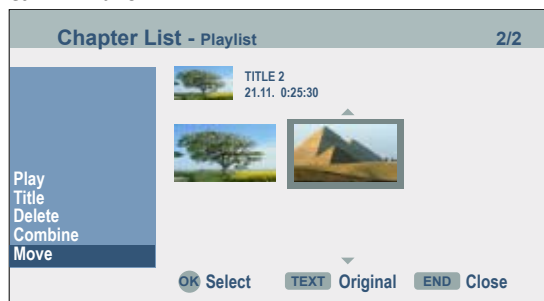 Chapter List - Playlist 2/2
TITLE 2
21.11. 0:25:30
Play
Title
Delete
Combine
Move
OK Select TEXT Original END Close